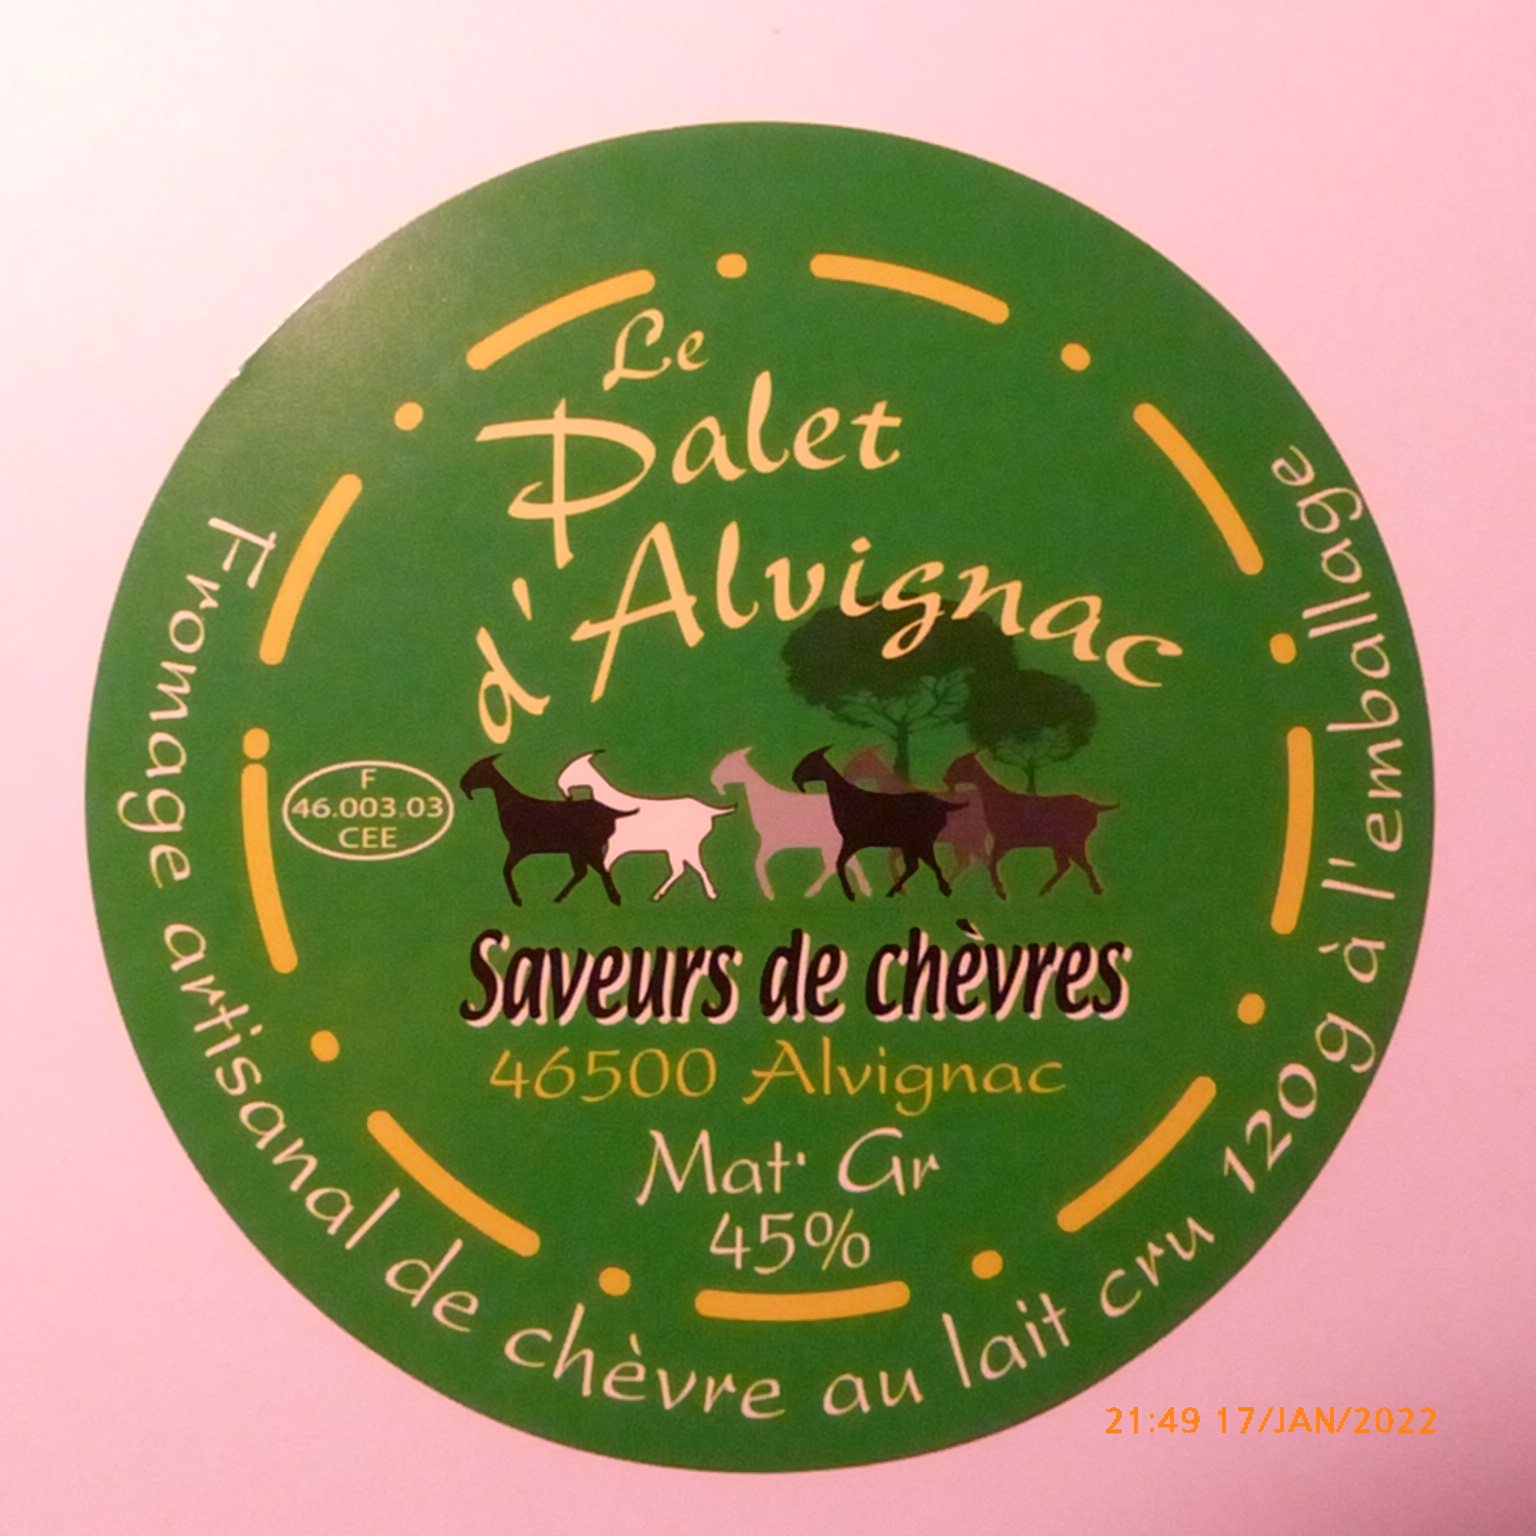 Le
Palet
d'Alvignac
F
46.003.03
CEE
Saveurs de chèvres
46500 Alvignac
Mat· Gr
45%
Fromage artisanal de chèvre au lait cru 120g à l'emballage
21:49 17/JAN/2022